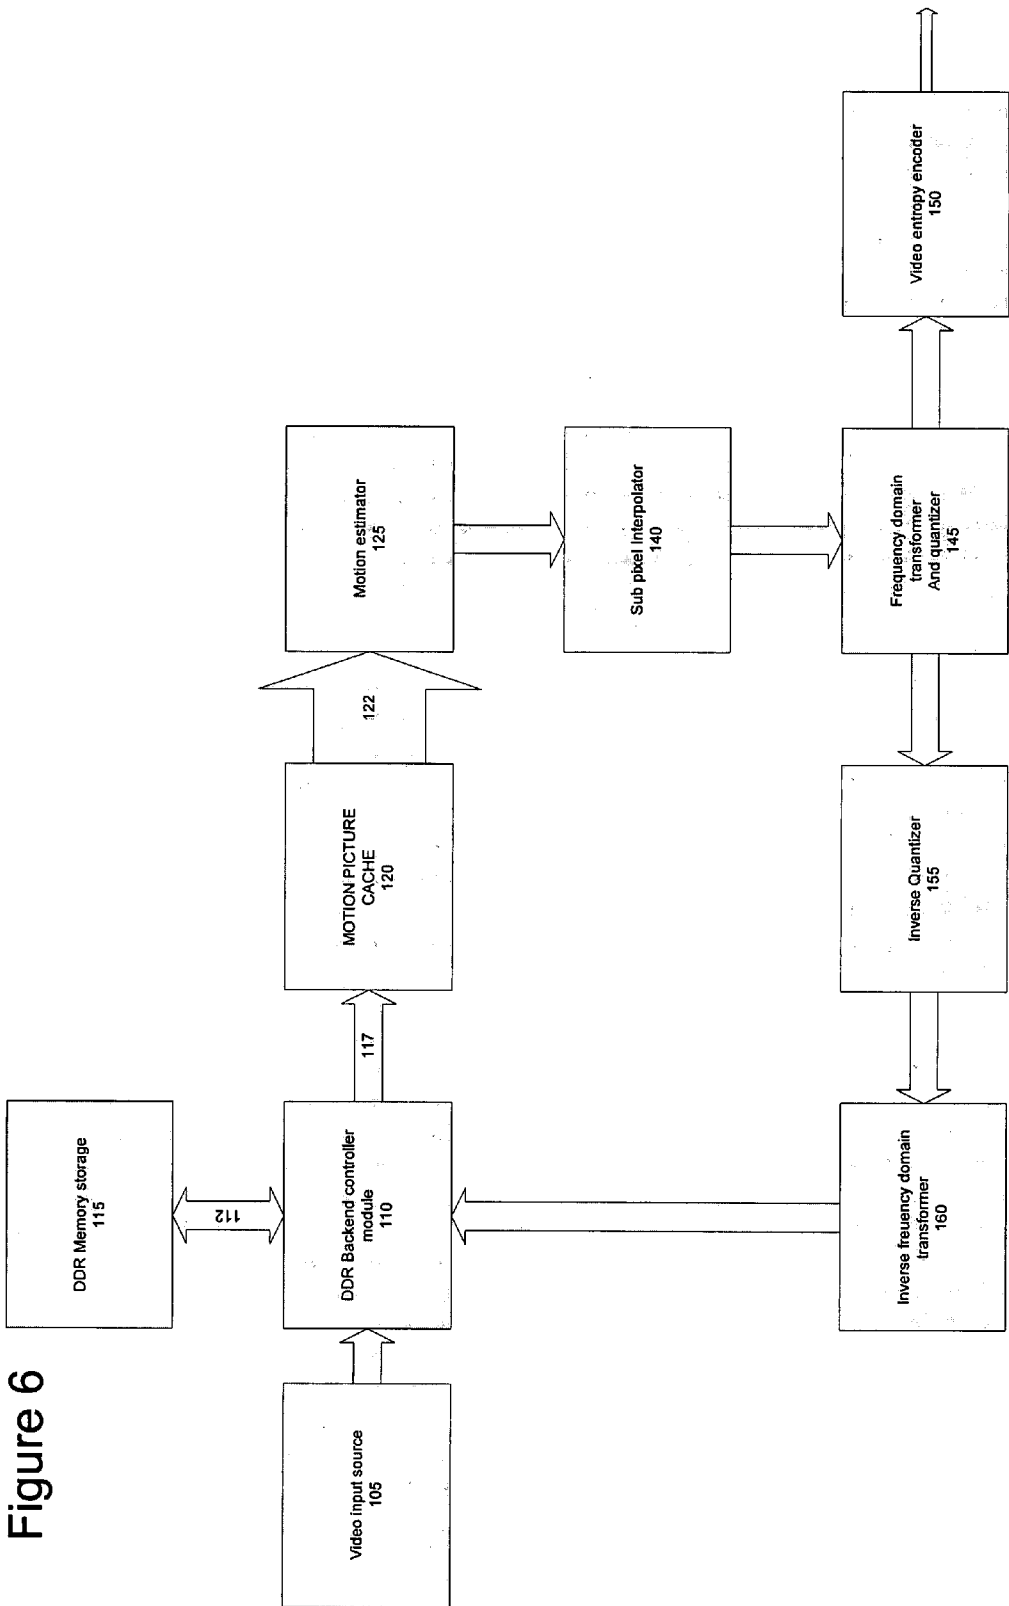 Figure 6
DDR Memory storage
115
112
Video input source
105
DDR Backend controller
module
110
117
MOTION PICTURE
CACHE
120
122
Motion estimator
125
Sub pixel Interpolator
140
Inverse freuency domain
transformer
160
Inverse Quantizer
155
Frequency domain
transformer
And quantizer
145
Video entropy encoder
150